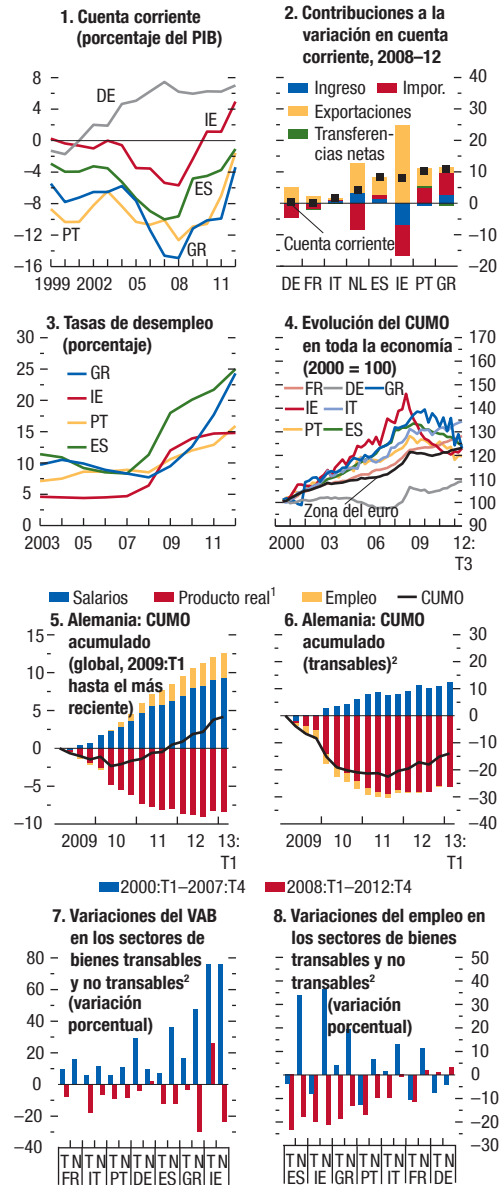 1. Cuenta corriente
(porcentaje del PIB)
8
4
0
−4
−8
−12
−16
DE
IE
ES
PT
GR
1999 2002 05 08 11
2. Contribuciones a la
variación en cuenta
corriente, 2008–12
Ingreso Impor.
Exportaciones
Transferen-
cias netas
Cuenta corriente
40
30
20
10
0
−10
−20
DE FR IT NL ES IE PT GR
3. Tasas de desempleo
(porcentaje)
30
25
20
15
10
5
0
GR
IE
PT
ES
2003 05 07 09 11
4. Evolución del CUMO
en toda la economía
(2000 = 100)
FR DE GR
IE IT
PT ES
Zona del euro
170
160
150
140
130
120
110
100
90
2000 03 06 09 12:
T3
Salarios Producto real¹ Empleo CUMO
5. Alemania: CUMO
acumulado
(global, 2009:T1
hasta el más
reciente)
15
10
5
0
−5
−10
2009 10 11 12 13:
T1
6. Alemania: CUMO
acumulado
(transables)²
30
20
10
0
−10
−20
−30
−40
2009 10 11 12 13:
T1
2000:T1–2007:T4 2008:T1–2012:T4
7. Variaciones del VAB
en los sectores de
bienes transables
y no transables²
(variación
porcentual)
80
60
40
20
0
−20
−40
T N T N T N T N T N T N T N
FR IT PT DE ES GR IE
8. Variaciones del empleo en
los sectores de bienes
transables y no
transables²
(variación
porcentual)
50
40
30
20
10
0
−10
−20
−30
T N T N T N T N T N T N T N
ES IE GR PT IT FR DE